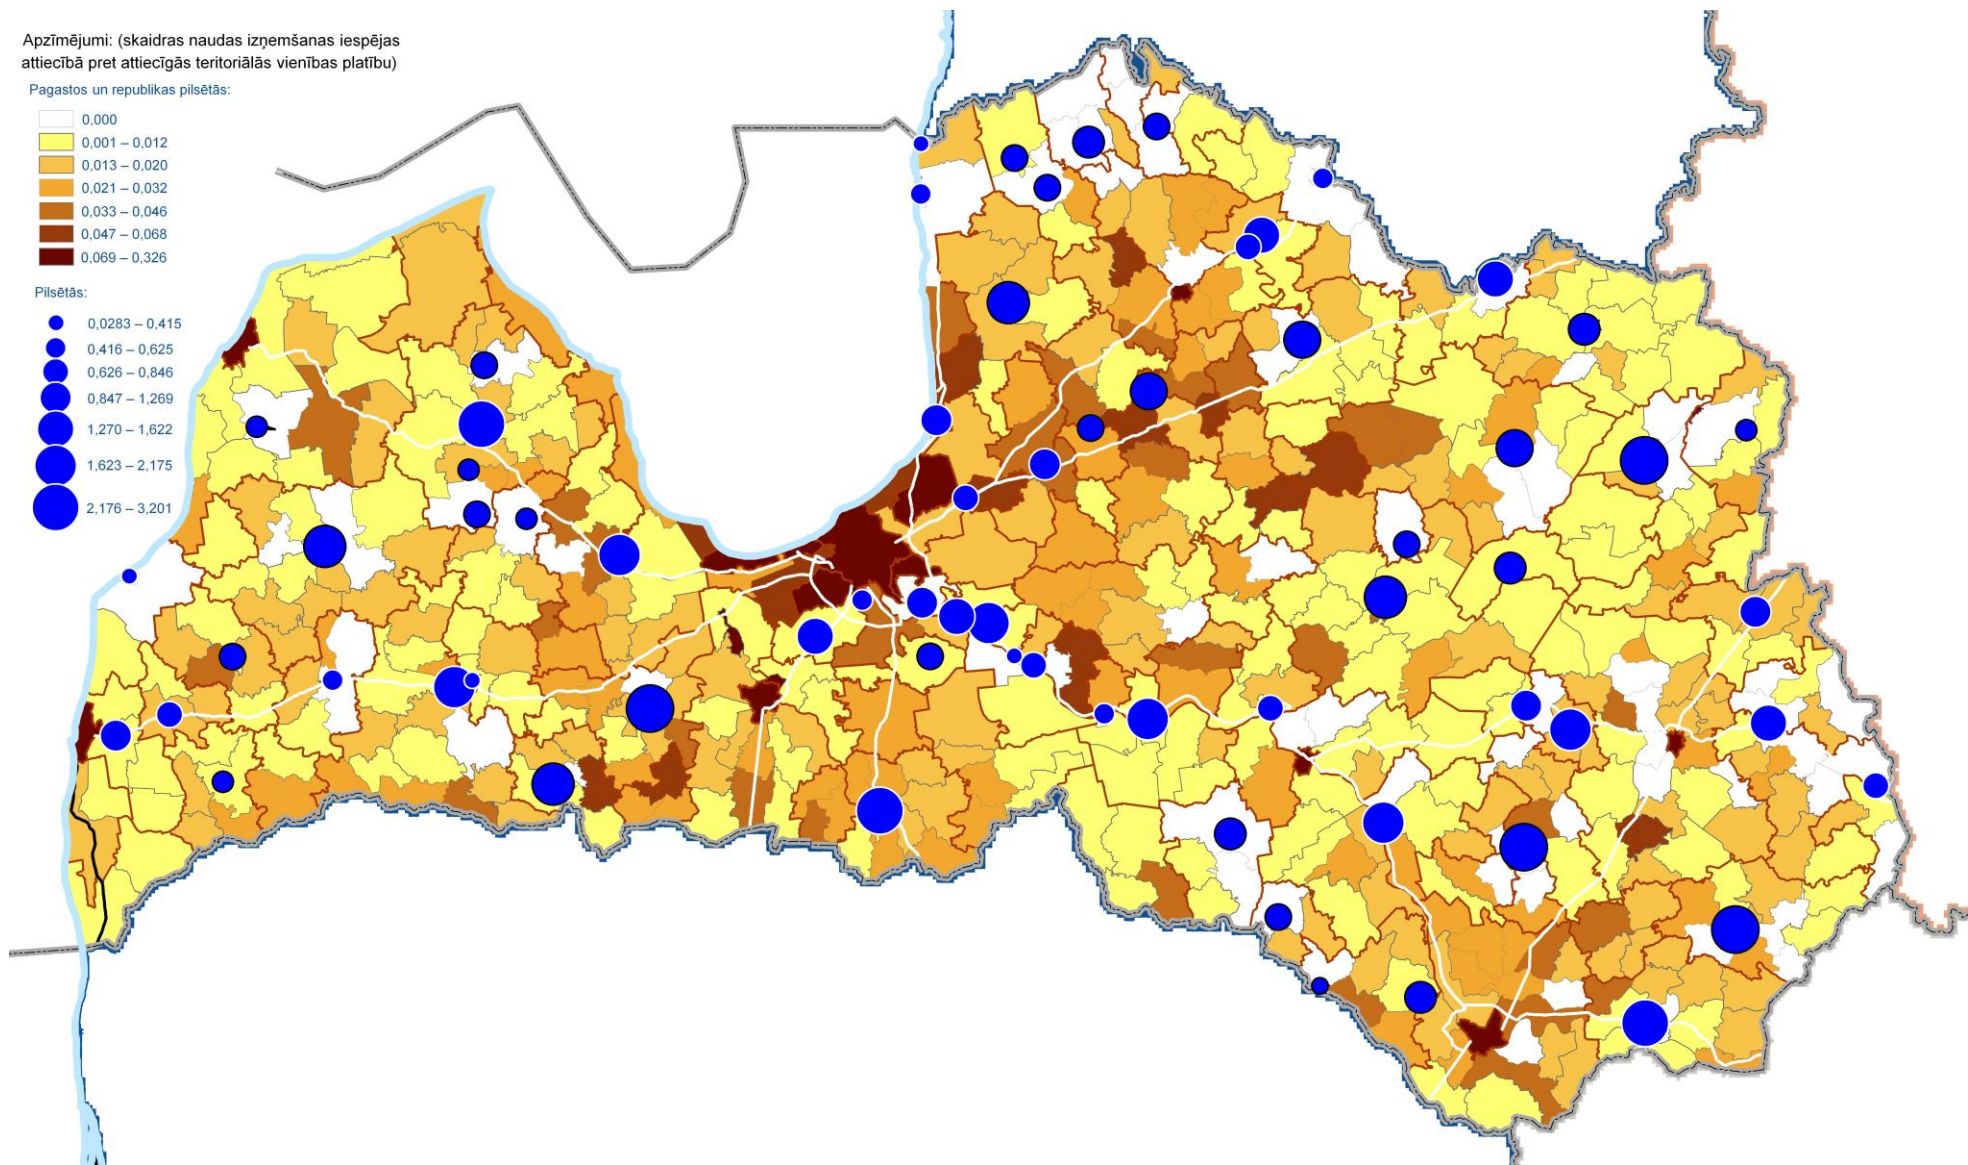 Apzīmējumi: (skaidras naudas izņemšanas iespējas
attiecībā pret attiecīgās teritoriālās vienības platību)
Pagastos un republikas pilsētās:
0,000
0,001 – 0,012
0,013 – 0,020
0,021 – 0,032
0,033 – 0,046
0,047 – 0,068
0,069 – 0,326
Pilsētās:
0,0283 – 0,415
0,416 – 0,625
0,626 – 0,846
0,847 – 1,269
1,270 – 1,622
1,623 – 2,175
2,176 – 3,201